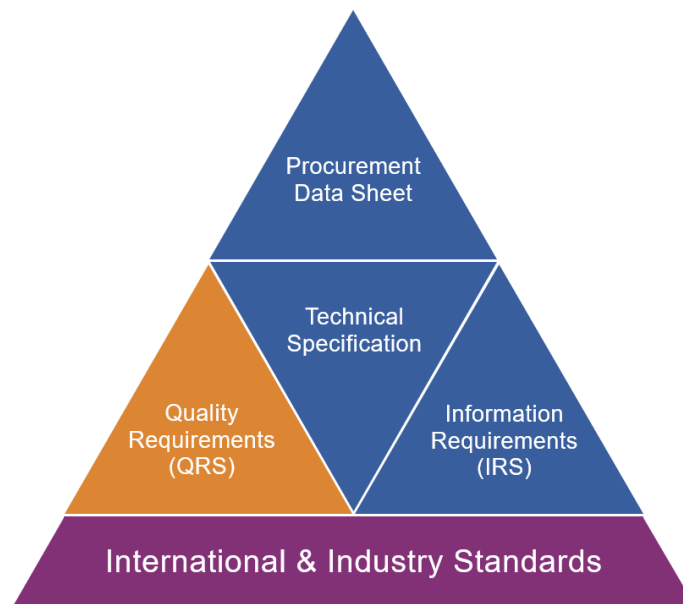 Procurement
Data Sheet
Technical
Specification
Quality
Requirements
(QRS)
Information
Requirements
(IRS)
International & Industry Standards